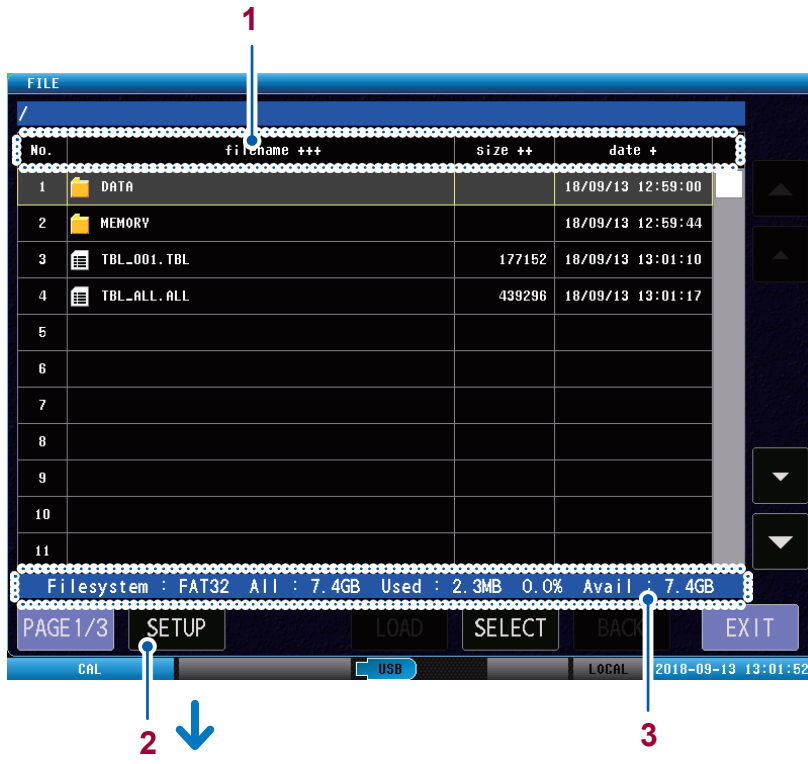 1
FILE
/
No. filename +++ size ++ date +
1 DATA 18/09/13 12:59:00
2 MEMORY 18/09/13 12:59:44
3 TBL_001.TBL 177152 18/09/13 13:01:10
4 TBL_ALL.ALL 439296 18/09/13 13:01:17
5
6
7
8
9
10
11
Filesystem : FAT32 All : 7.4GB Used : 2.3MB 0.0% Avail : 7.4GB
PAGE1/3 SETUP LOAD SELECT BACK EXIT
CAL USB LOCAL 2018-09-13 13:01:52
2 3